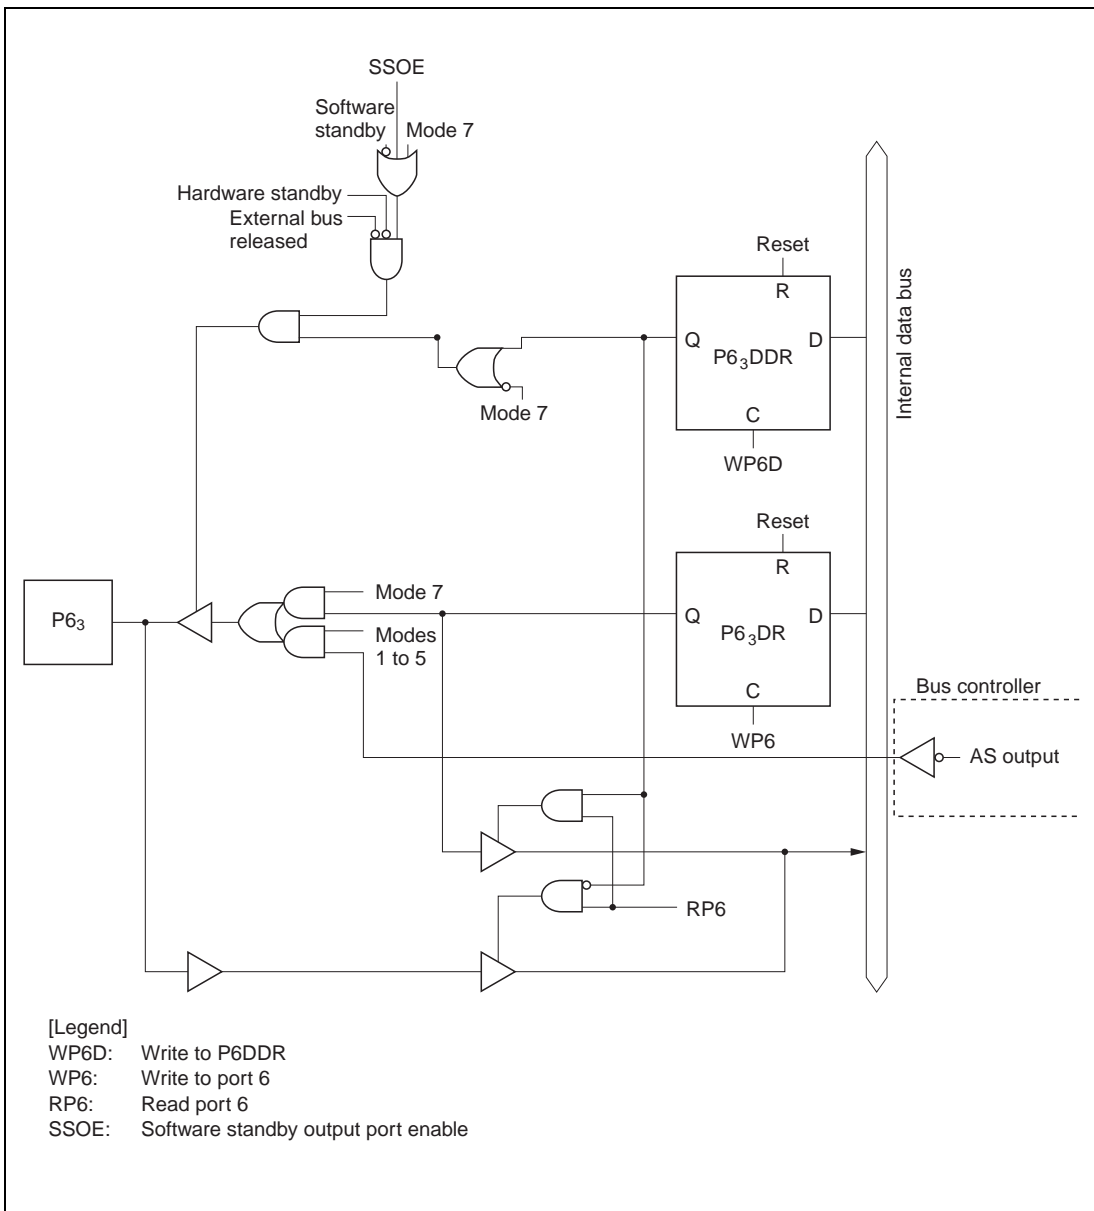 SSOE
Software
standby
Mode 7
Hardware standby
External bus
released
Reset
R
Q
P6₃DDR
D
C
WP6D
Mode 7
Internal data bus
Reset
R
Q
P6₃DR
D
C
WP6
P6₃
Mode 7
Modes
1 to 5
Bus controller
AS output
RP6
[Legend]
WP6D: Write to P6DDR
WP6: Write to port 6
RP6: Read port 6
SSOE: Software standby output port enable